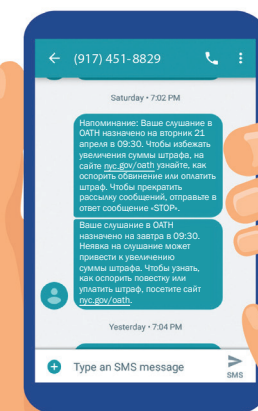 (917) 451-8829
Saturday • 7:02 PM
Напоминание: Ваше слушание в
OATH назначено на вторник 21
апреля в 09:30. Чтобы избежать
увеличения суммы штрафа, на
сайте nyc.gov/oath узнайте, как
оспорить обвинение или оплатить
штраф. Чтобы прекратить
рассылку сообщений, отправьте в
ответ сообщение «STOP».
Ваше слушание в OATH
назначено на завтра в 09:30.
Неявка на слушание может
привести к увеличению
суммы штрафа. Чтобы узнать,
как оспорить повестку или
уплатить штраф, посетите сайт
nyc.gov/oath.
Yesterday • 7:04 PM
Type an SMS message
SMS